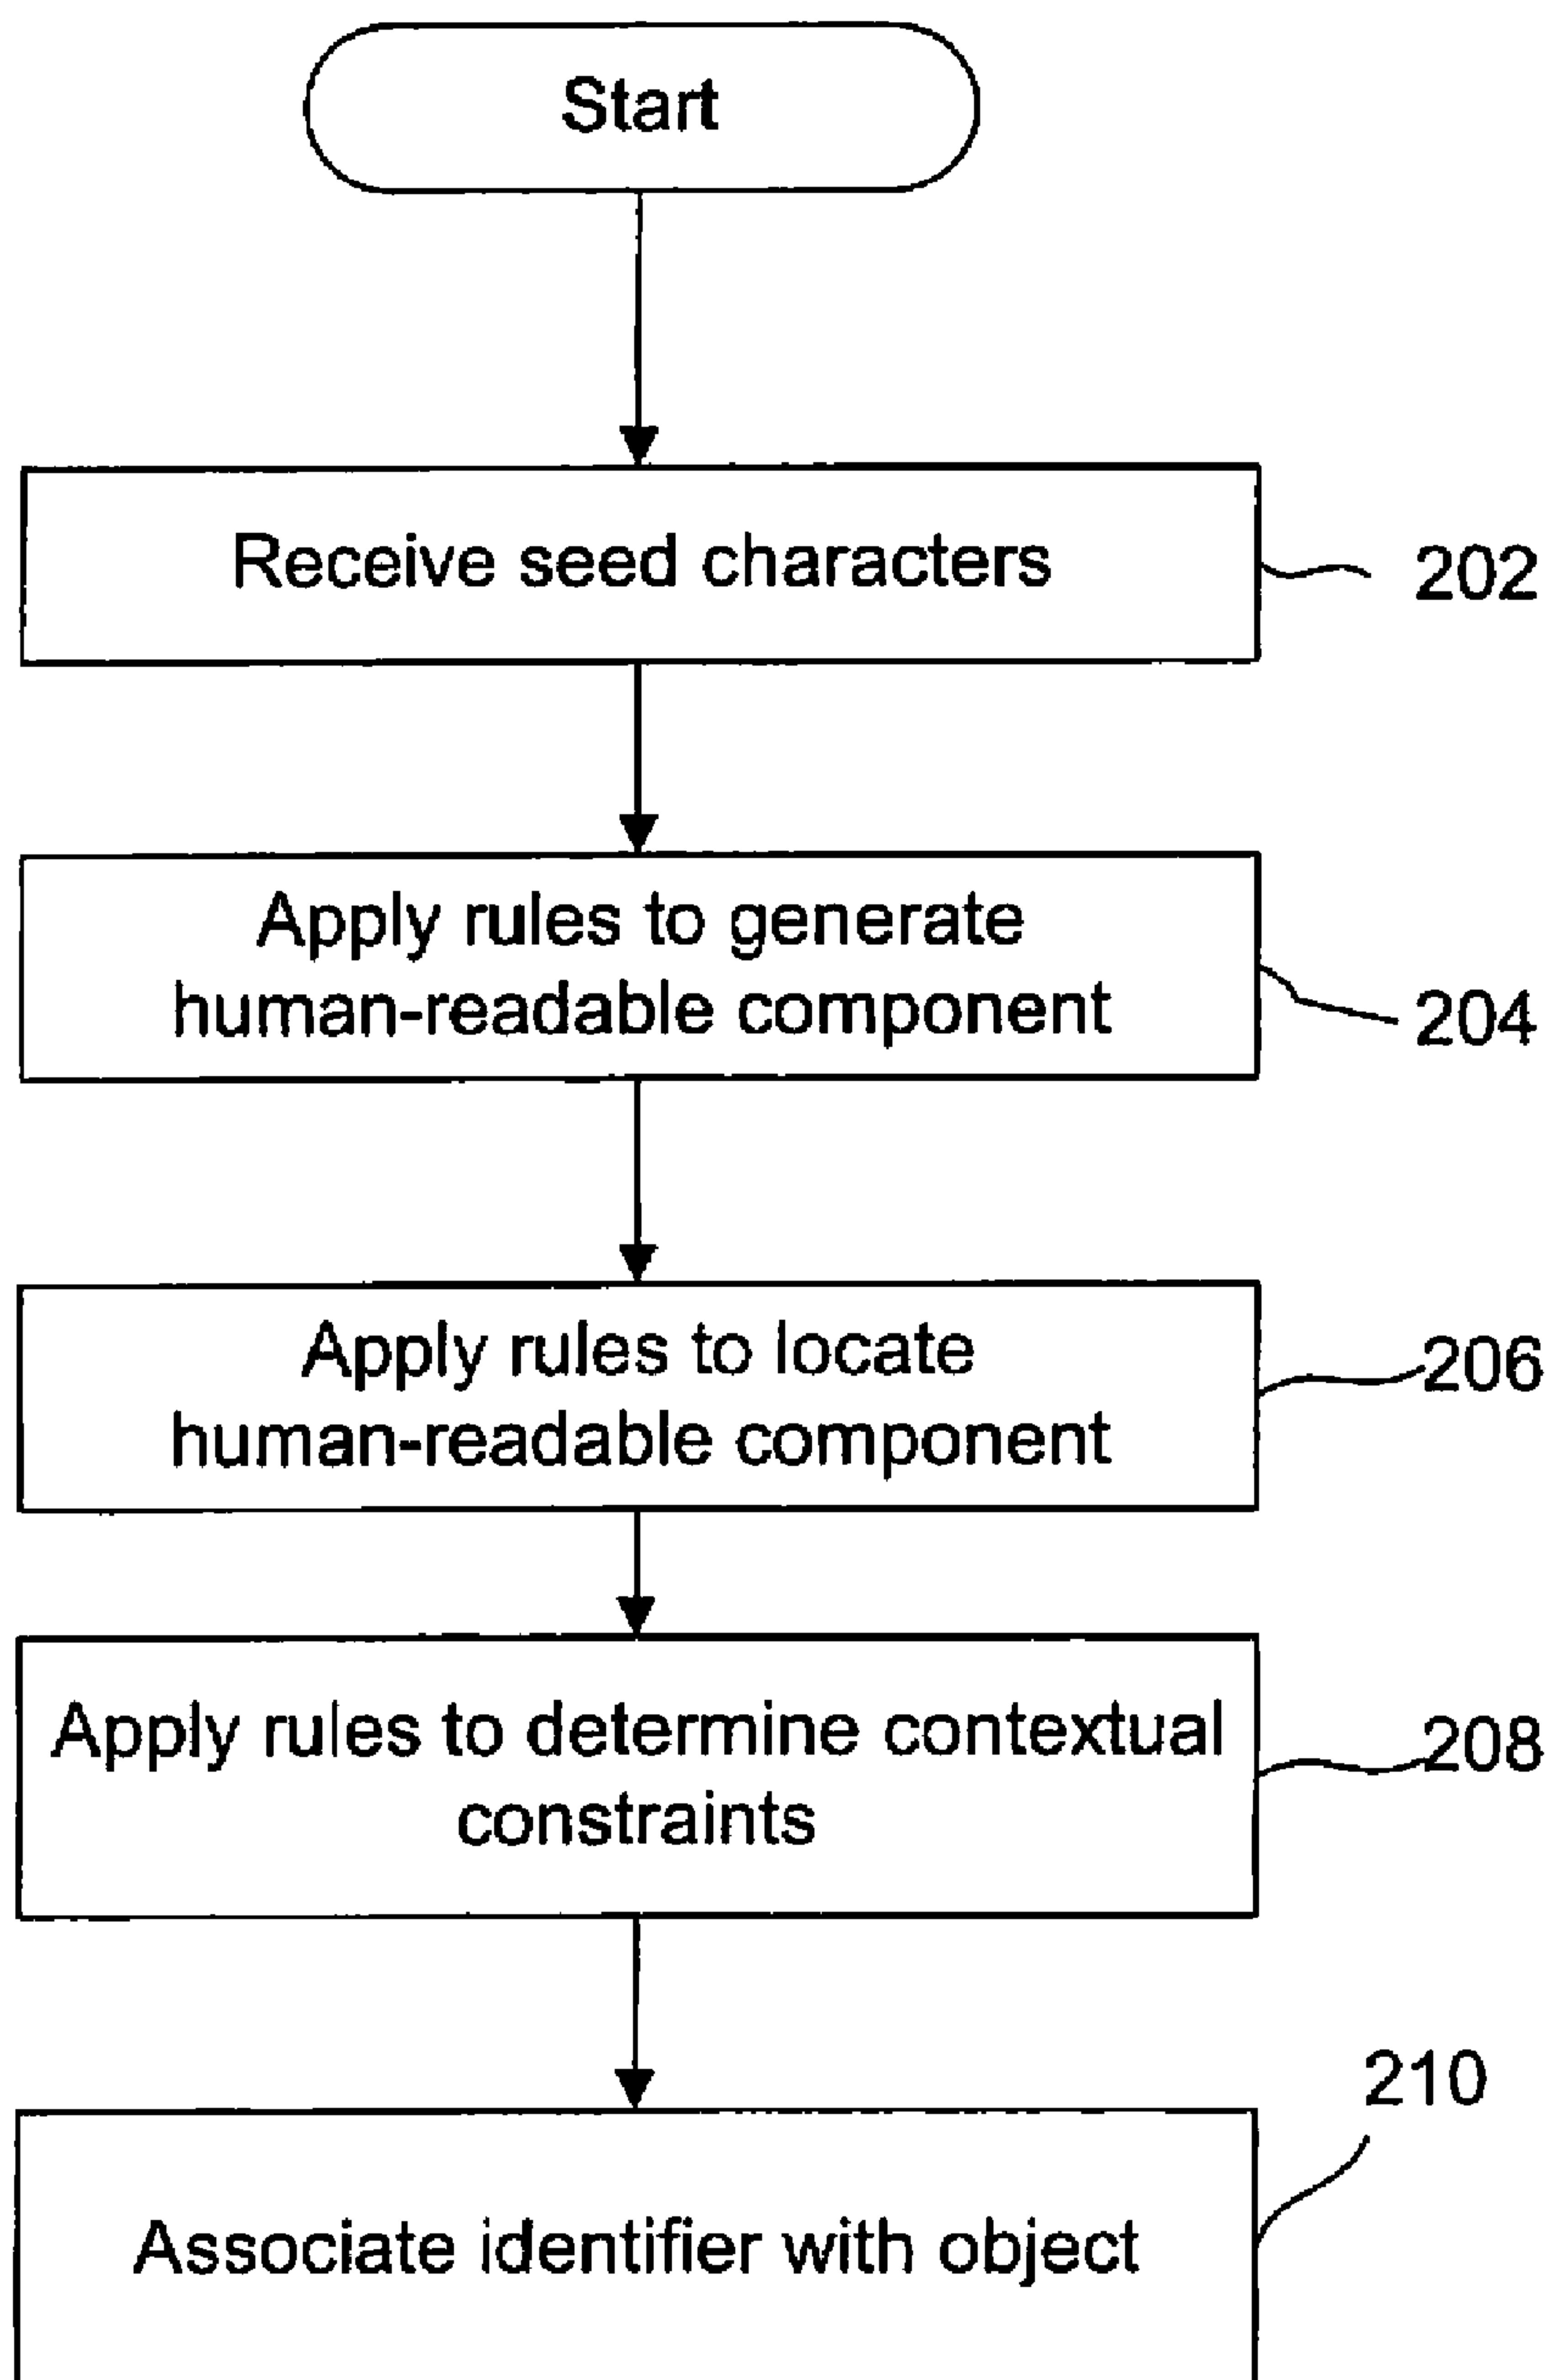 Start
Receive seed characters
202
Apply rules to generate
human-readable component
204
Apply rules to locate
human-readable component
206
Apply rules to determine contextual
constraints
208
210
Associate identifier with object